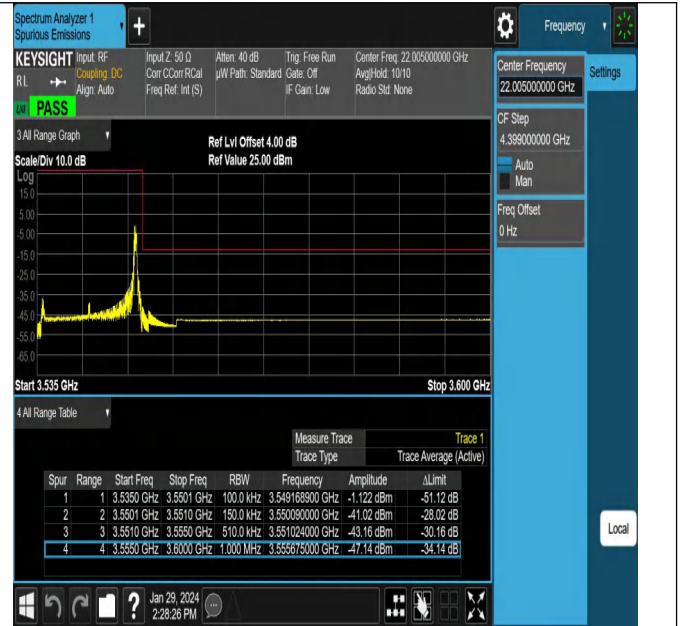 Spectrum Analyzer 1
Spurious Emissions
+
Frequency
KEYSIGHT
RL
LXI PASS
Input: RF
Coupling: DC
Align: Auto
Input Z: 50 Ω
Corr CCorr RCal
Freq Ref: Int (S)
Atten: 40 dB
µW Path: Standard
Trig: Free Run
Gate: Off
IF Gain: Low
Center Freq: 22.005000000 GHz
Avg|Hold: 10/10
Radio Std: None
Center Frequency
22.005000000 GHz
Settings
CF Step
4.399000000 GHz
Auto
Man
Freq Offset
0 Hz
3 All Range Graph
Scale/Div 10.0 dB
Ref Lvl Offset 4.00 dB
Ref Value 25.00 dBm
Log
15.0
5.00
-5.00
-15.0
-25.0
-35.0
-45.0
-55.0
-65.0
Start 3.535 GHz
Stop 3.600 GHz
4 All Range Table
Measure Trace Trace 1
Trace Type Trace Average (Active)
Spur Range Start Freq Stop Freq RBW Frequency Amplitude ΔLimit
1 1 3.5350 GHz 3.5501 GHz 100.0 kHz 3.549168900 GHz -1.122 dBm -51.12 dB
2 2 3.5501 GHz 3.5510 GHz 150.0 kHz 3.550090000 GHz -41.02 dBm -28.02 dB
3 3 3.5510 GHz 3.5550 GHz 510.0 kHz 3.551024000 GHz -43.16 dBm -30.16 dB
4 4 3.5550 GHz 3.6000 GHz 1.000 MHz 3.555675000 GHz -47.14 dBm -34.14 dB
Local
?
Jan 29, 2024
2:28:26 PM